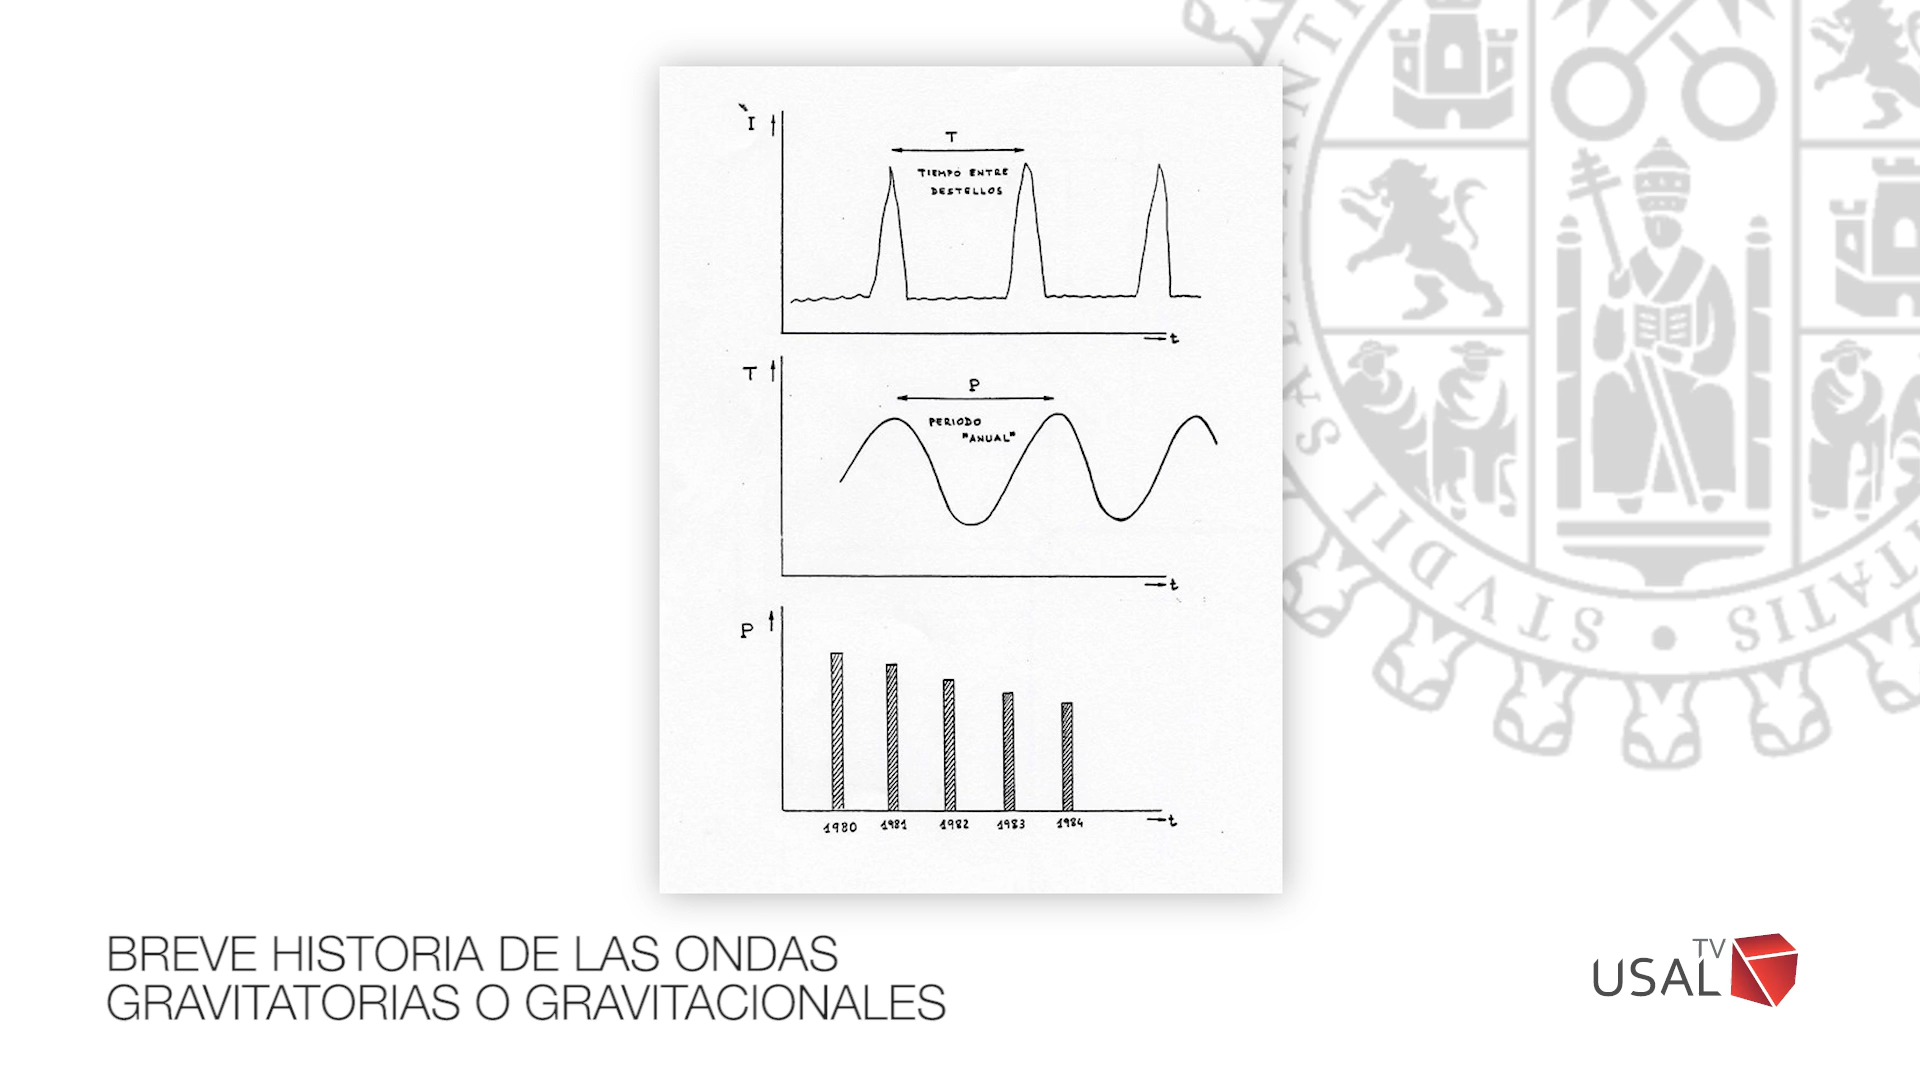 I
T
TIEMPO ENTRE
DESTELLOS
t
T
P
PERIODO
"ANUAL"
t
P
1980 1981 1982 1983 1984
t
BREVE HISTORIA DE LAS ONDAS
GRAVITATORIAS O GRAVITACIONALES
TV
USAL